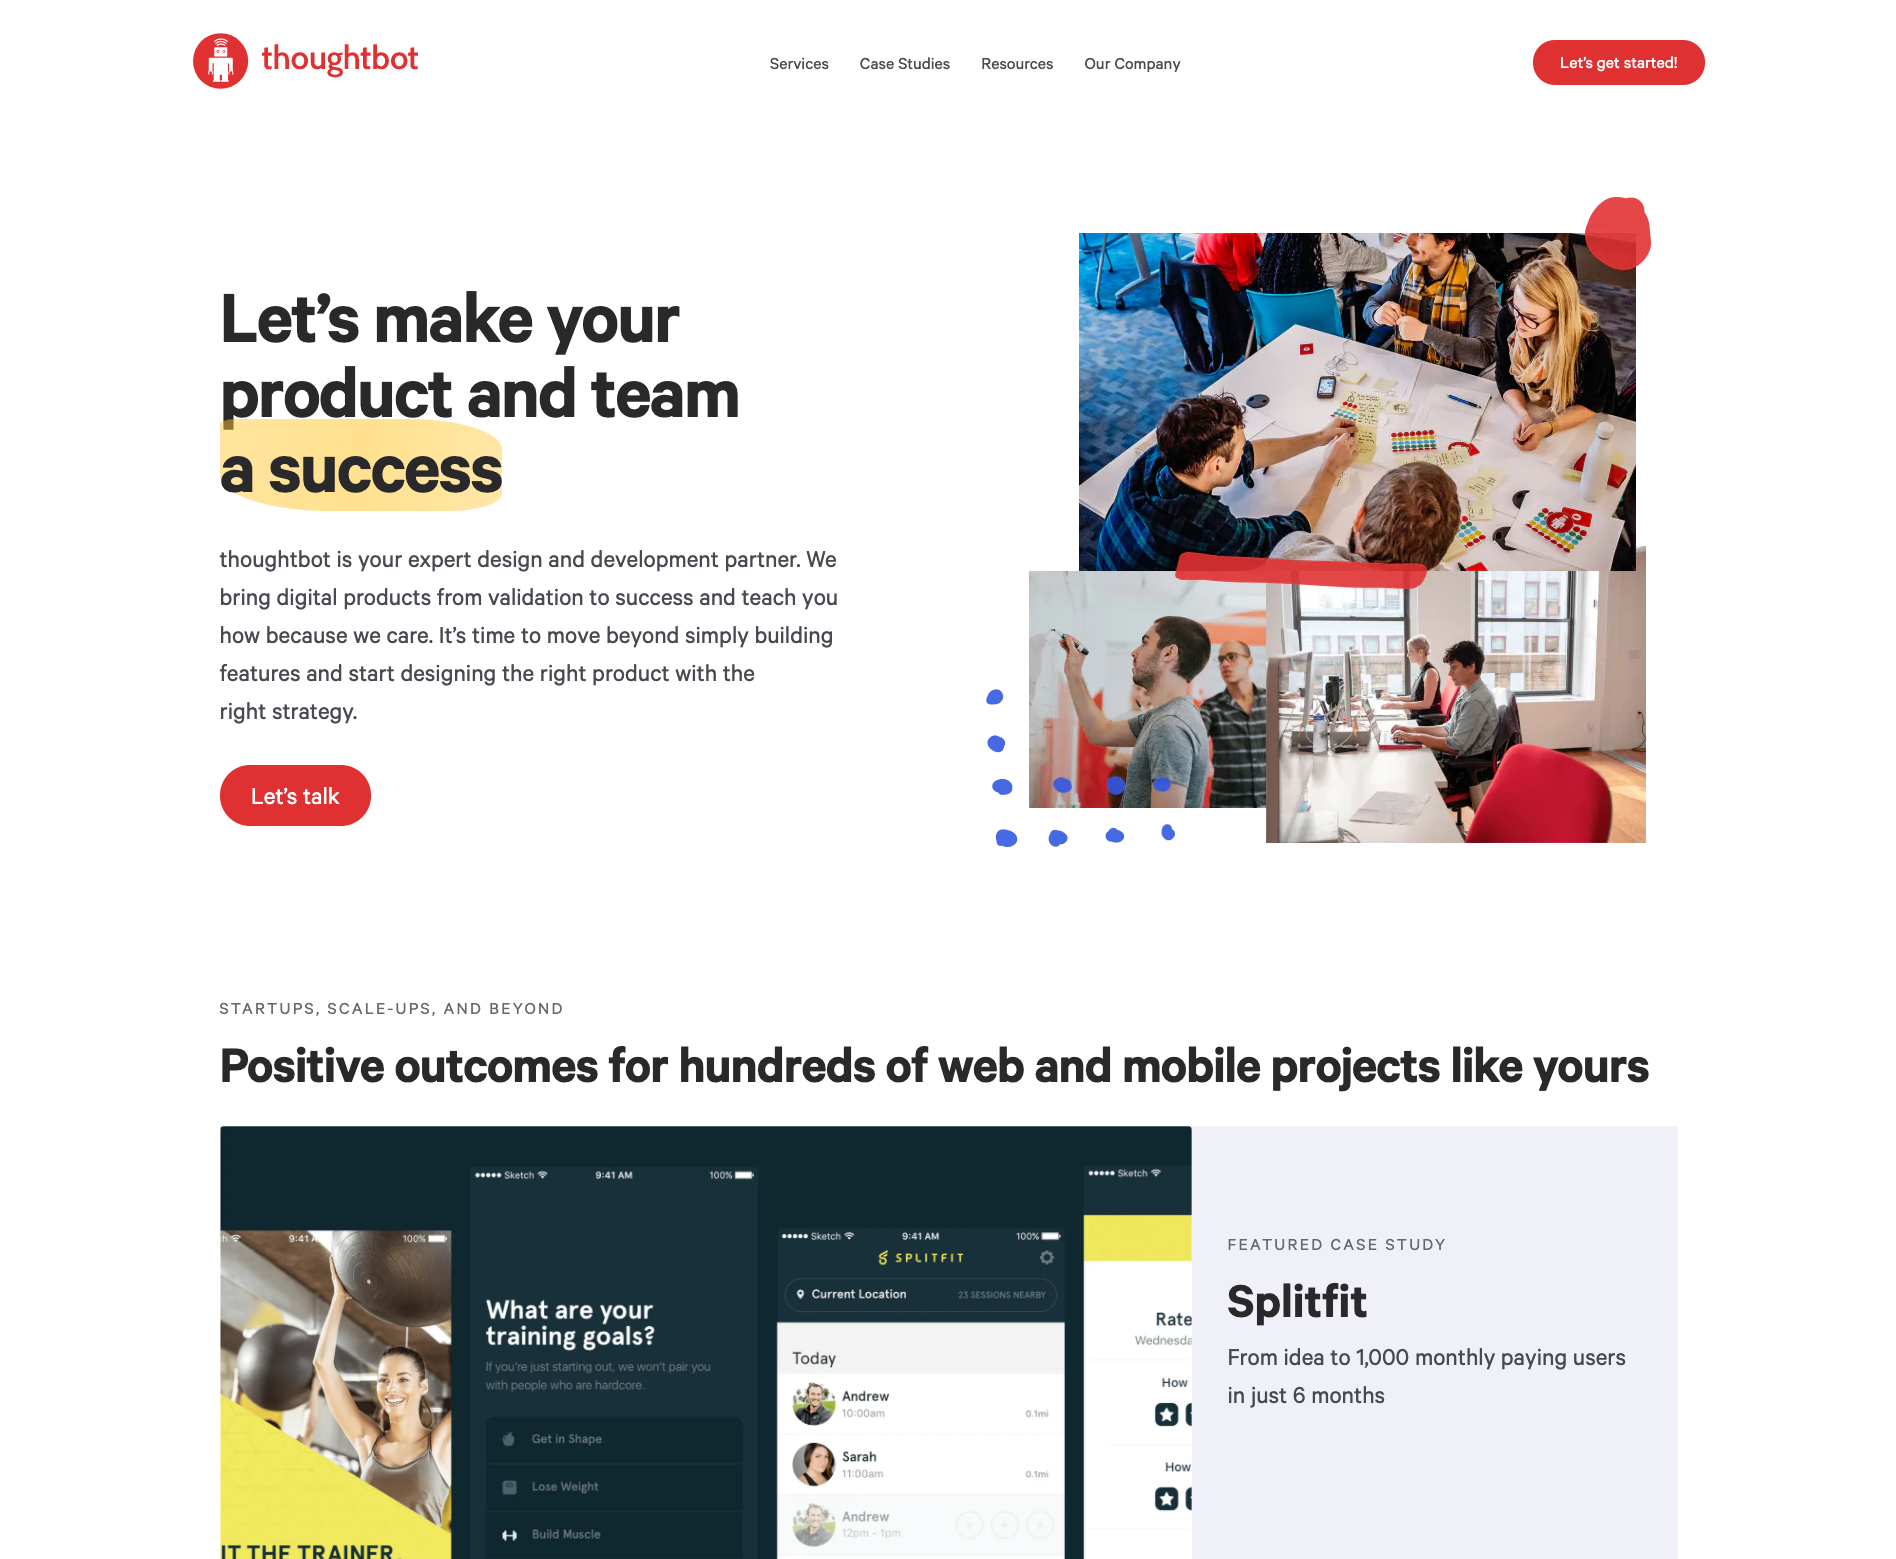 thoughtbot
Services
Case Studies
Resources
Our Company
Let's get started!
Let’s make your
product and team
a success
thoughtbot is your expert design and development partner. We
bring digital products from validation to success and teach you
how because we care. It’s time to move beyond simply building
features and start designing the right product with the
right strategy.
Let’s talk
STARTUPS, SCALE-UPS, AND BEYOND
Positive outcomes for hundreds of web and mobile projects like yours
9:41 A
100%
IT THE TRAINER.
Sketch
9:41 AM
100%
What are your
training goals?
If you’re just starting out, we won’t pair you
with people who are hardcore.
Get in Shape
Lose Weight
Build Muscle
Sketch
9:41 AM
100%
SPLITFIT
Current Location
23 SESSIONS NEARBY
Today
Andrew
10:00am
0.1mi
Sarah
11:00am
0.1mi
Andrew
12pm - 1pm
Sketch
Rate
Wednesda
How
How
FEATURED CASE STUDY
Splitfit
From idea to 1,000 monthly paying users
in just 6 months